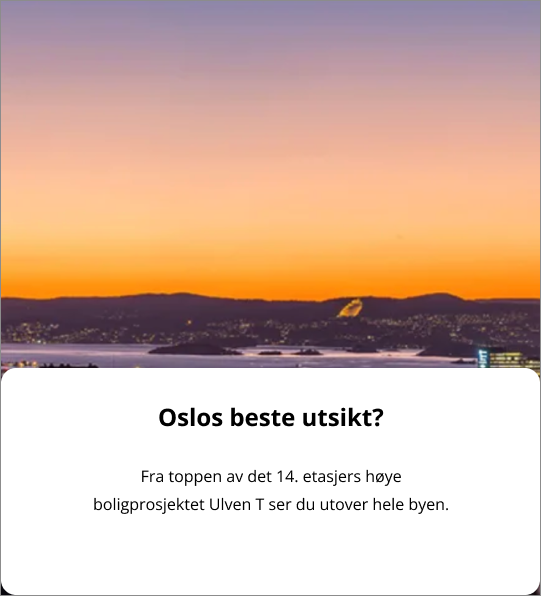 Oslos beste utsikt?
Fra toppen av det 14. etasjers høye
boligprosjektet Ulven T ser du utover hele byen.